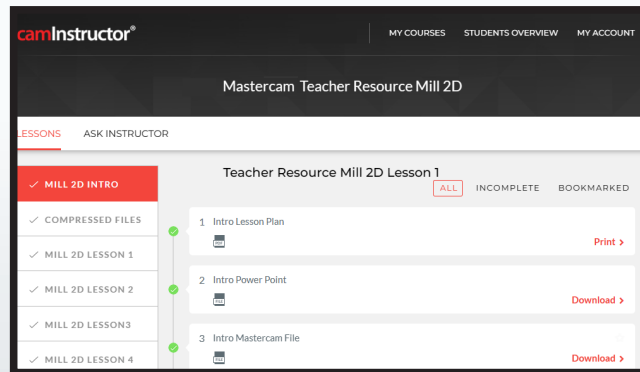 camInstructor®
MY COURSES STUDENTS OVERVIEW MY ACCOUNT
Mastercam Teacher Resource Mill 2D
LESSONS ASK INSTRUCTOR
MILL 2D INTRO
COMPRESSED FILES
MILL 2D LESSON 1
MILL 2D LESSON 2
MILL 2D LESSON3
MILL 2D LESSON 4
Teacher Resource Mill 2D Lesson 1
ALL INCOMPLETE BOOKMARKED
1 Intro Lesson Plan
PDF
Print >
2 Intro Power Point
FILE
Download >
3 Intro Mastercam File
FILE
Download >